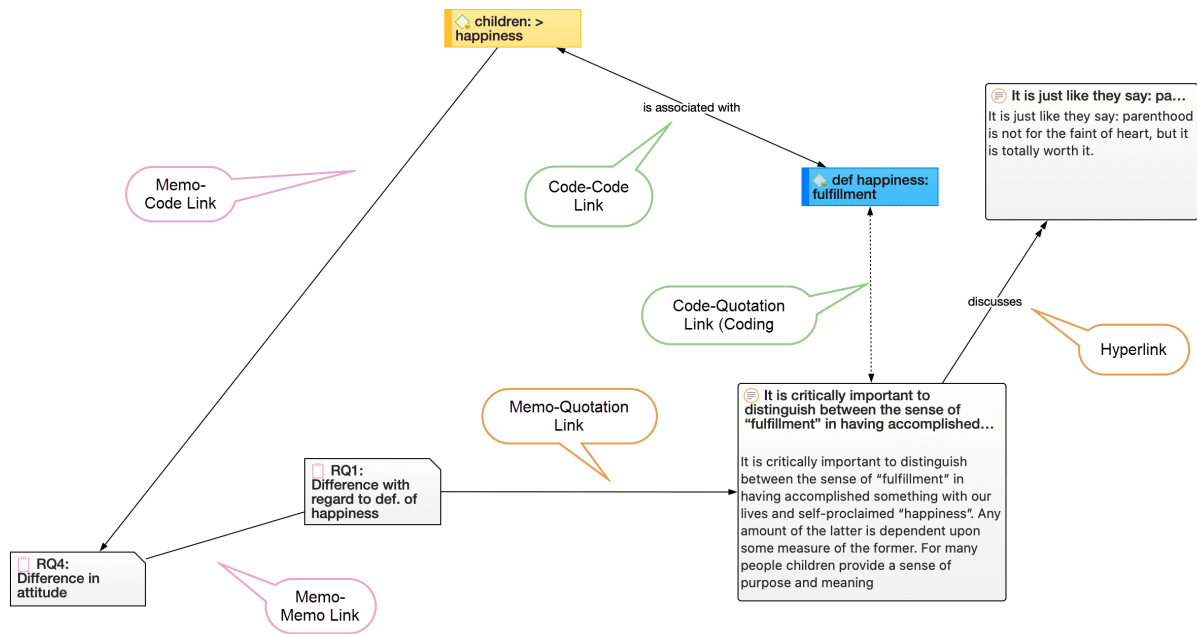 children: >
happiness
is associated with
It is just like they say: pa…
It is just like they say: parenthood
is not for the faint of heart, but it
is totally worth it.
Memo-
Code Link
Code-Code
Link
def happiness:
fulfillment
Code-Quotation
Link (Coding
discusses
Hyperlink
It is critically important to
distinguish between the sense of
“fulfillment” in having accomplished…
It is critically important to distinguish
between the sense of “fulfillment” in
having accomplished something with our
lives and self-proclaimed “happiness”. Any
amount of the latter is dependent upon
some measure of the former. For many
people children provide a sense of
purpose and meaning
Memo-Quotation
Link
RQ1:
Difference with
regard to def. of
happiness
RQ4:
Difference in
attitude
Memo-
Memo Link